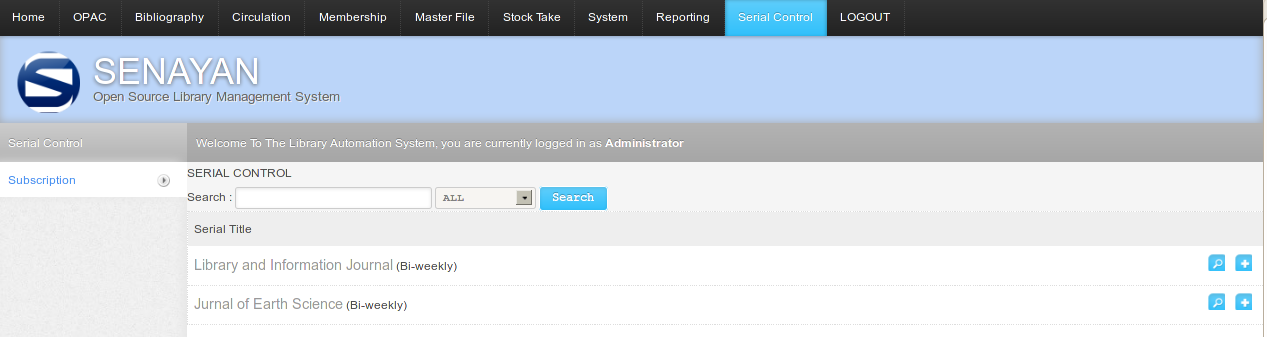 Home OPAC Bibliography Circulation Membership Master File Stock Take System Reporting Serial Control LOGOUT
SENAYAN
Open Source Library Management System
Serial Control
Welcome To The Library Automation System, you are currently logged in as Administrator
Subscription
SERIAL CONTROL
Search : ALL Search
Serial Title
Library and Information Journal (Bi-weekly)
Jurnal of Earth Science (Bi-weekly)